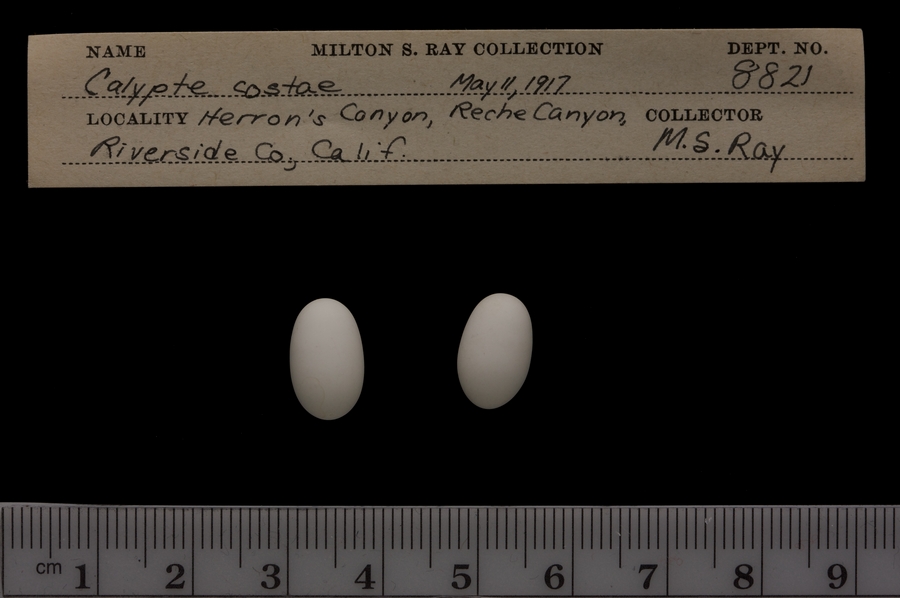 NAME MILTON S. RAY COLLECTION DEPT. NO.
Calypte costae May 11, 1917 8821
LOCALITY Herron's Canyon, Reche Canyon, COLLECTOR
Riverside Co., Calif. M. S. Ray
cm 1 2 3 4 5 6 7 8 9